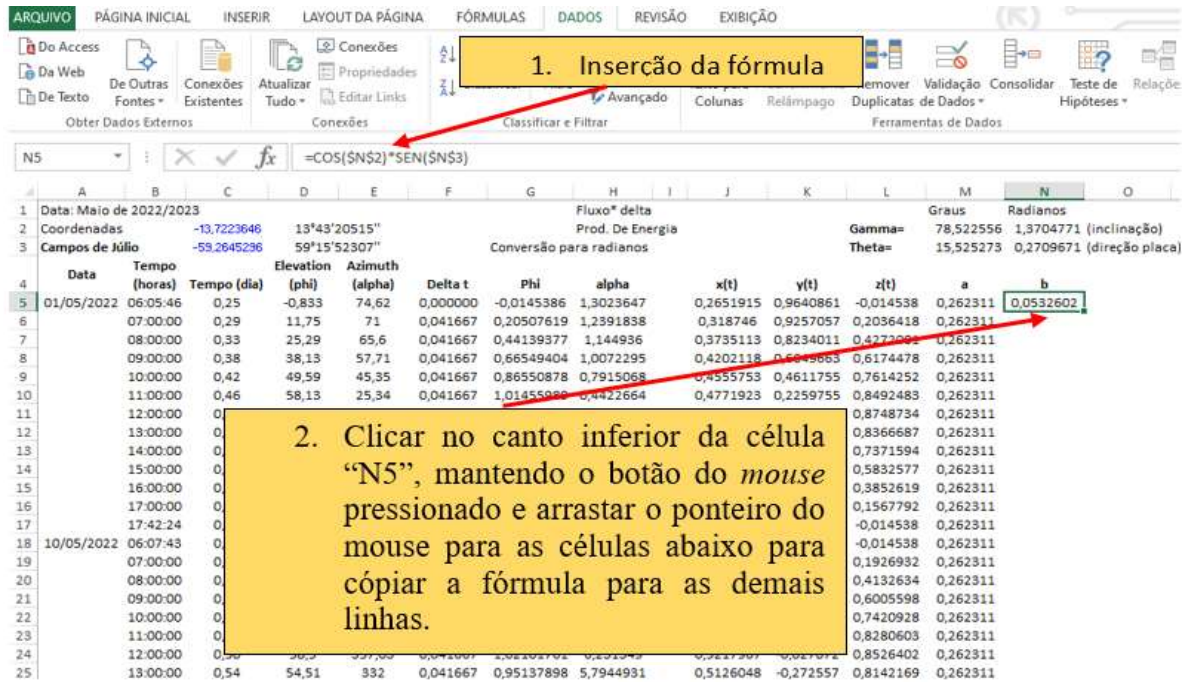 ARQUIVO PÁGINA INICIAL INSERIR LAYOUT DA PÁGINA FÓRMULAS DADOS REVISÃO EXIBIÇÃO
Do Access
Da Web
De Texto
De Outras Fontes
Conexões Existentes
Obter Dados Externos
Atualizar Tudo
Conexões
Propriedades
Editar Links
Conexões
Avançado
Classificar e Filtrar
1. Inserção da fórmula
Colunas
Relâmpago
Remover Duplicatas
Validação de Dados
Consolidar
Teste de Hipóteses
Relaçõe
Ferramentas de Dados
N5 fx =COS($N$2)*SEN($N$3)
A B C D E F G H I J K L M N O
1 Data: Maio de 2022/2023 Fluxo* delta Graus Radianos
2 Coordenadas -13,7223646 13°43'20515" Prod. De Energia Gamma= 78,522556 1,3704771 (inclinação)
3 Campos de Júlio -59,2645296 59°15'52307" Conversão para radianos Theta= 15,525273 0,2709671 (direção placa)
4 Data Tempo (horas) Tempo (dia) Elevation (phi) Azimuth (alpha) Delta t Phi alpha x(t) y(t) z(t) a b
5 01/05/2022 06:05:46 0,25 -0,833 74,62 0,000000 -0,0145386 1,3023647 0,2651915 0,9640861 -0,014538 0,262311 0,0532602
6 07:00:00 0,29 11,75 71 0,041667 0,20507619 1,2391838 0,318746 0,9257057 0,2036418 0,262311
7 08:00:00 0,33 25,29 65,6 0,041667 0,44139377 1,144936 0,3735113 0,8234011 0,262311
8 09:00:00 0,38 38,13 57,71 0,041667 0,66549404 1,0072295 0,4202118 0,6174478 0,262311
9 10:00:00 0,42 49,59 45,35 0,041667 0,86550878 0,7915068 0,4555753 0,4611755 0,7614252 0,262311
10 11:00:00 0,46 58,13 25,34 0,041667 0,4422664 0,4771923 0,2259755 0,8492483 0,262311
11 12:00:00 0,8748734 0,262311
12 13:00:00 0,8366687 0,262311
13 14:00:00 0,7371594 0,262311
14 15:00:00 0,5832577 0,262311
15 16:00:00 0,3852619 0,262311
16 17:00:00 0,1567792 0,262311
17 17:42:24 -0,014538 0,262311
18 10/05/2022 06:07:43 -0,014538 0,262311
19 07:00:00 0,1926932 0,262311
20 08:00:00 0,4132634 0,262311
21 09:00:00 0,6005598 0,262311
22 10:00:00 0,7420928 0,262311
23 11:00:00 0,8280603 0,262311
24 12:00:00 0,8526402 0,262311
25 13:00:00 0,54 54,51 332 0,041667 0,95137898 5,7944931 0,5126048 -0,272557 0,8142169 0,262311
2. Clicar no canto inferior da célula
“N5”, mantendo o botão do mouse
pressionado e arrastar o ponteiro do
mouse para as células abaixo para
cópiar a fórmula para as demais
linhas.